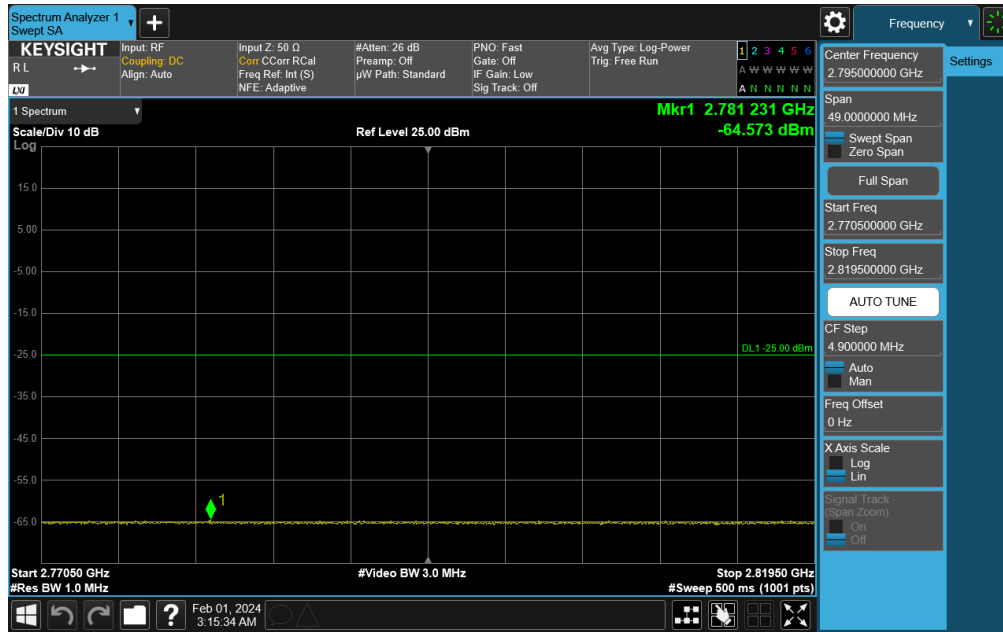 Spectrum Analyzer 1
Swept SA
Frequency
Settings
KEYSIGHT
R L
LXI
Input: RF
Coupling: DC
Align: Auto
Input Z: 50 Ω
Corr CCorr RCal
Freq Ref: Int (S)
NFE: Adaptive
#Atten: 26 dB
Preamp: Off
µW Path: Standard
PNO: Fast
Gate: Off
IF Gain: Low
Sig Track: Off
Avg Type: Log-Power
Trig: Free Run
1 2 3 4 5 6
A W W W W W
A N N N N N
1 Spectrum
Mkr1 2.781 231 GHz
Scale/Div 10 dB
Ref Level 25.00 dBm
-64.573 dBm
Log
15.0
5.00
-5.00
-15.0
-25.0
DL1 -25.00 dBm
-35.0
-45.0
-55.0
1
-65.0
Start 2.77050 GHz
#Video BW 3.0 MHz
Stop 2.81950 GHz
#Res BW 1.0 MHz
#Sweep 500 ms (1001 pts)
Center Frequency
2.795000000 GHz
Span
49.0000000 MHz
Swept Span
Zero Span
Full Span
Start Freq
2.770500000 GHz
Stop Freq
2.819500000 GHz
AUTO TUNE
CF Step
4.900000 MHz
Auto
Man
Freq Offset
0 Hz
X Axis Scale
Log
Lin
Signal Track
(Span Zoom)
On
Off
?
Feb 01, 2024
3:15:34 AM